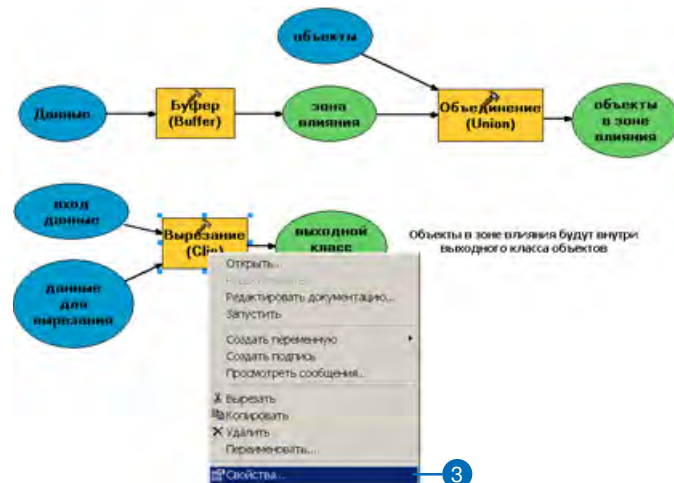 объекты
Данные
Буфер
(Buffer)
зона
влияния
Объединение
(Union)
объекты
в зоне
влияния
вход
данные
Вырезание
(Clip)
выходной
класс
Объекты в зоне влияния будут внутри
выходного класса объектов
данные
для
вырезания
Открыть...
Редактировать документацию...
Запустить
Создать переменную
Создать подпись
Просмотреть сообщения...
Вырезать
Копировать
Удалить
Переименовать...
Свойства...
3